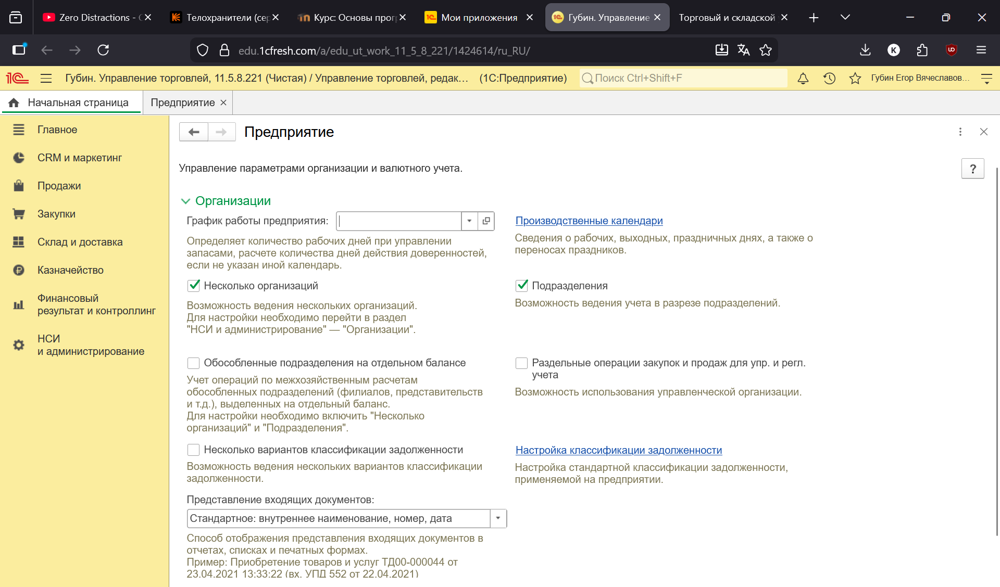 Zero Distractions -
Телохранители (сер
Курс: Основы прог
Мои приложения
Губин. Управление
Торговый и складской
edu.1cfresh.com/a/edu_ut_work_11_5_8_221/1424614/ru_RU/
K
Губин. Управление торговлей, 11.5.8.221 (Чистая) / Управление торговлей, редак... (1С:Предприятие)
Поиск Ctrl+Shift+F
Губин Егор Вячеславов...
Начальная страница
Предприятие
Главное
CRM и маркетинг
Продажи
Закупки
Склад и доставка
Казначейство
Финансовый
результат и контроллинг
НСИ
и администрирование
Предприятие
Управление параметрами организации и валютного учета.
?
Организации
График работы предприятия:
Определяет количество рабочих дней при управлении
запасами, расчете количества дней действия доверенностей,
если не указан иной календарь.
Производственные календари
Сведения о рабочих, выходных, праздничных днях, а также о
переносах праздников.
Несколько организаций
Возможность ведения нескольких организаций.
Для настройки необходимо перейти в раздел
"НСИ и администрирование" — "Организации".
Подразделения
Возможность ведения учета в разрезе подразделений.
Обособленные подразделения на отдельном балансе
Учет операций по межхозяйственным расчетам
обособленных подразделений (филиалов, представительств
и т.д.), выделенных на отдельный баланс.
Для настройки необходимо включить "Несколько
организаций" и "Подразделения".
Раздельные операции закупок и продаж для упр. и регл.
учета
Возможность использования управленческой организации.
Несколько вариантов классификации задолженности
Возможность ведения нескольких вариантов классификации
задолженности.
Настройка классификации задолженности
Настройка стандартной классификации задолженности,
применяемой на предприятии.
Представление входящих документов:
Стандартное: внутреннее наименование, номер, дата
Способ отображения представления входящих документов в
отчетах, списках и печатных формах.
Пример: Приобретение товаров и услуг ТД00-000044 от
23.04.2021 13:33:22 (вх. УПД 552 от 22.04.2021)